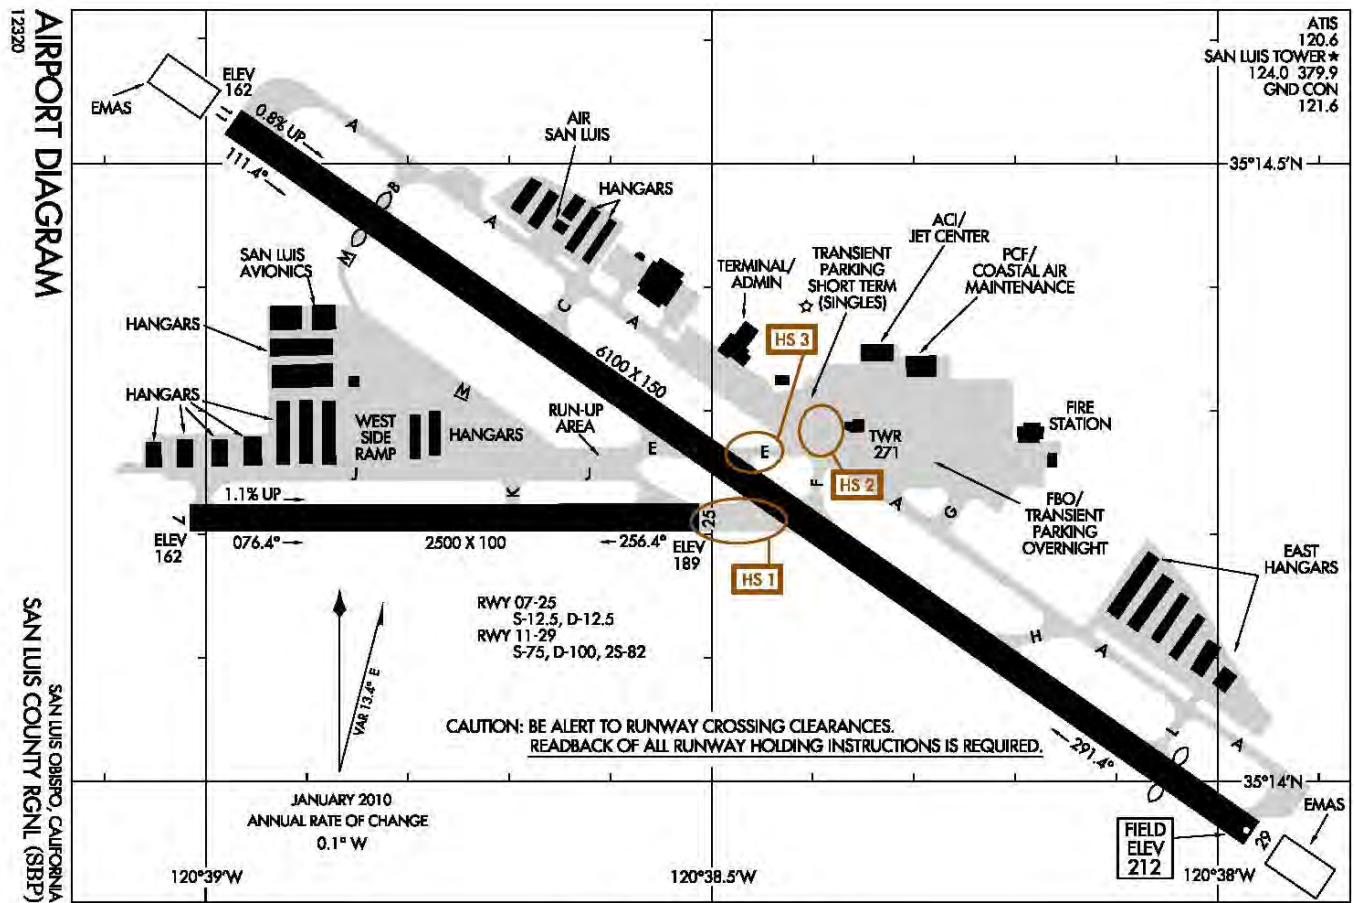 AIRPORT DIAGRAM
12320
ATIS
120.6
SAN LUIS TOWER★
124.0 379.9
GND CON
121.6
ELEV
162
EMAS
11
0.8% UP
111.4°
A
B
M
AIR
SAN LUIS
HANGARS
A
35°14.5'N
ACI/
JET CENTER
SAN LUIS
AVIONICS
TERMINAL/
ADMIN
TRANSIENT
PARKING
SHORT TERM
(SINGLES)
PCF/
COASTAL AIR
MAINTENANCE
C
A
HANGARS
HS 3
6100 X 150
HANGARS
M
RUN-UP
AREA
WEST
SIDE
RAMP
HANGARS
FIRE
STATION
E
E
TWR
271
J
J
F
HS 2
1.1% UP
K
A
G
FBO/
TRANSIENT
PARKING
OVERNIGHT
7
25
ELEV
162
076.4°
2500 X 100
256.4°
ELEV
189
EAST
HANGARS
HS 1
RWY 07-25
S-12.5, D-12.5
RWY 11-29
S-75, D-100, 2S-82
H
A
VAR 13.4° E
CAUTION: BE ALERT TO RUNWAY CROSSING CLEARANCES.
READBACK OF ALL RUNWAY HOLDING INSTRUCTIONS IS REQUIRED.
L
A
291.4°
35°14'N
JANUARY 2010
ANNUAL RATE OF CHANGE
0.1° W
EMAS
FIELD
ELEV
212
29
120°39'W
120°38.5'W
120°38'W
SAN LUIS OBISPO, CALIFORNIA
SAN LUIS COUNTY RGNL (SBP)